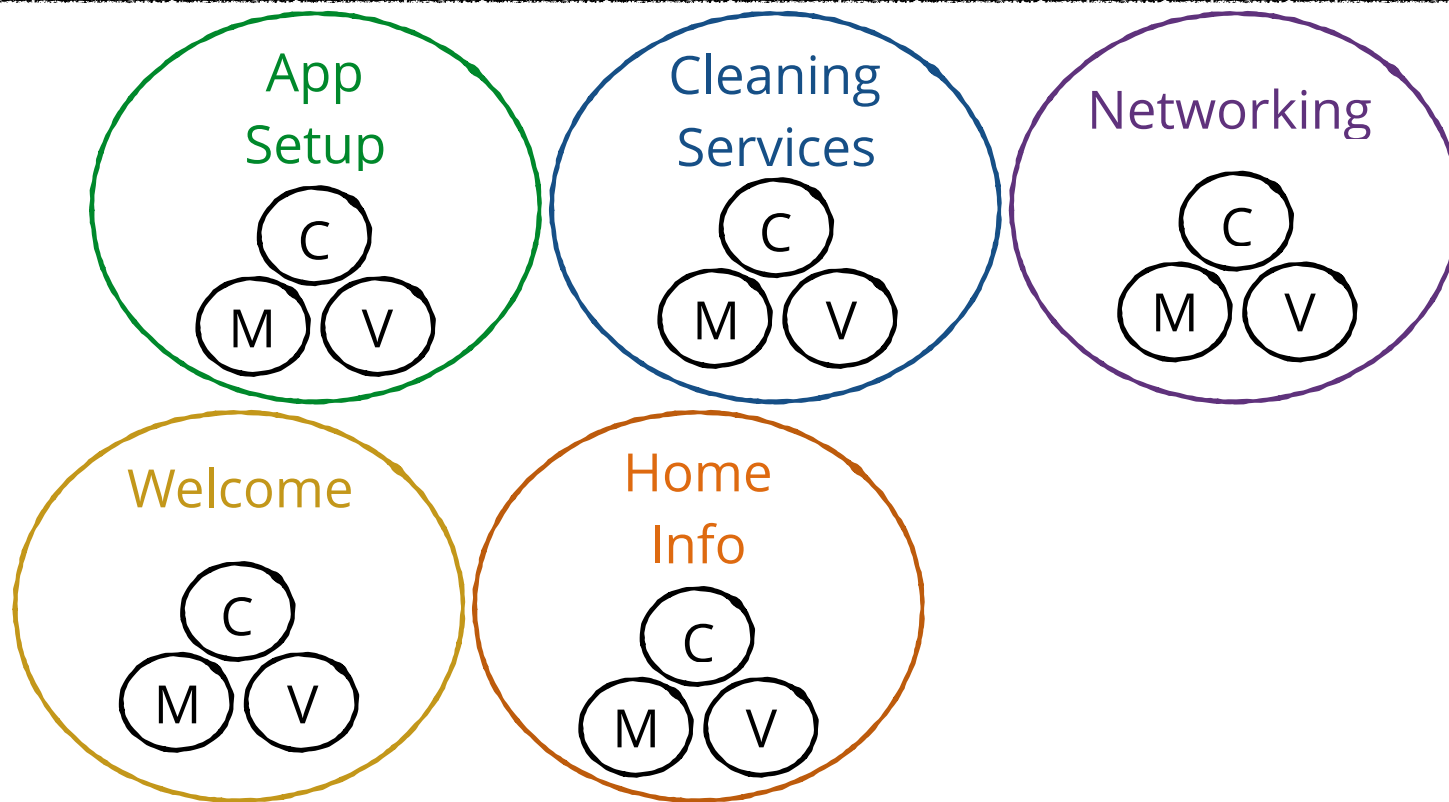 App
Setup
C
M V
Cleaning
Services
C
M V
Networking
C
M V
Welcome
C
M V
Home
Info
C
M V